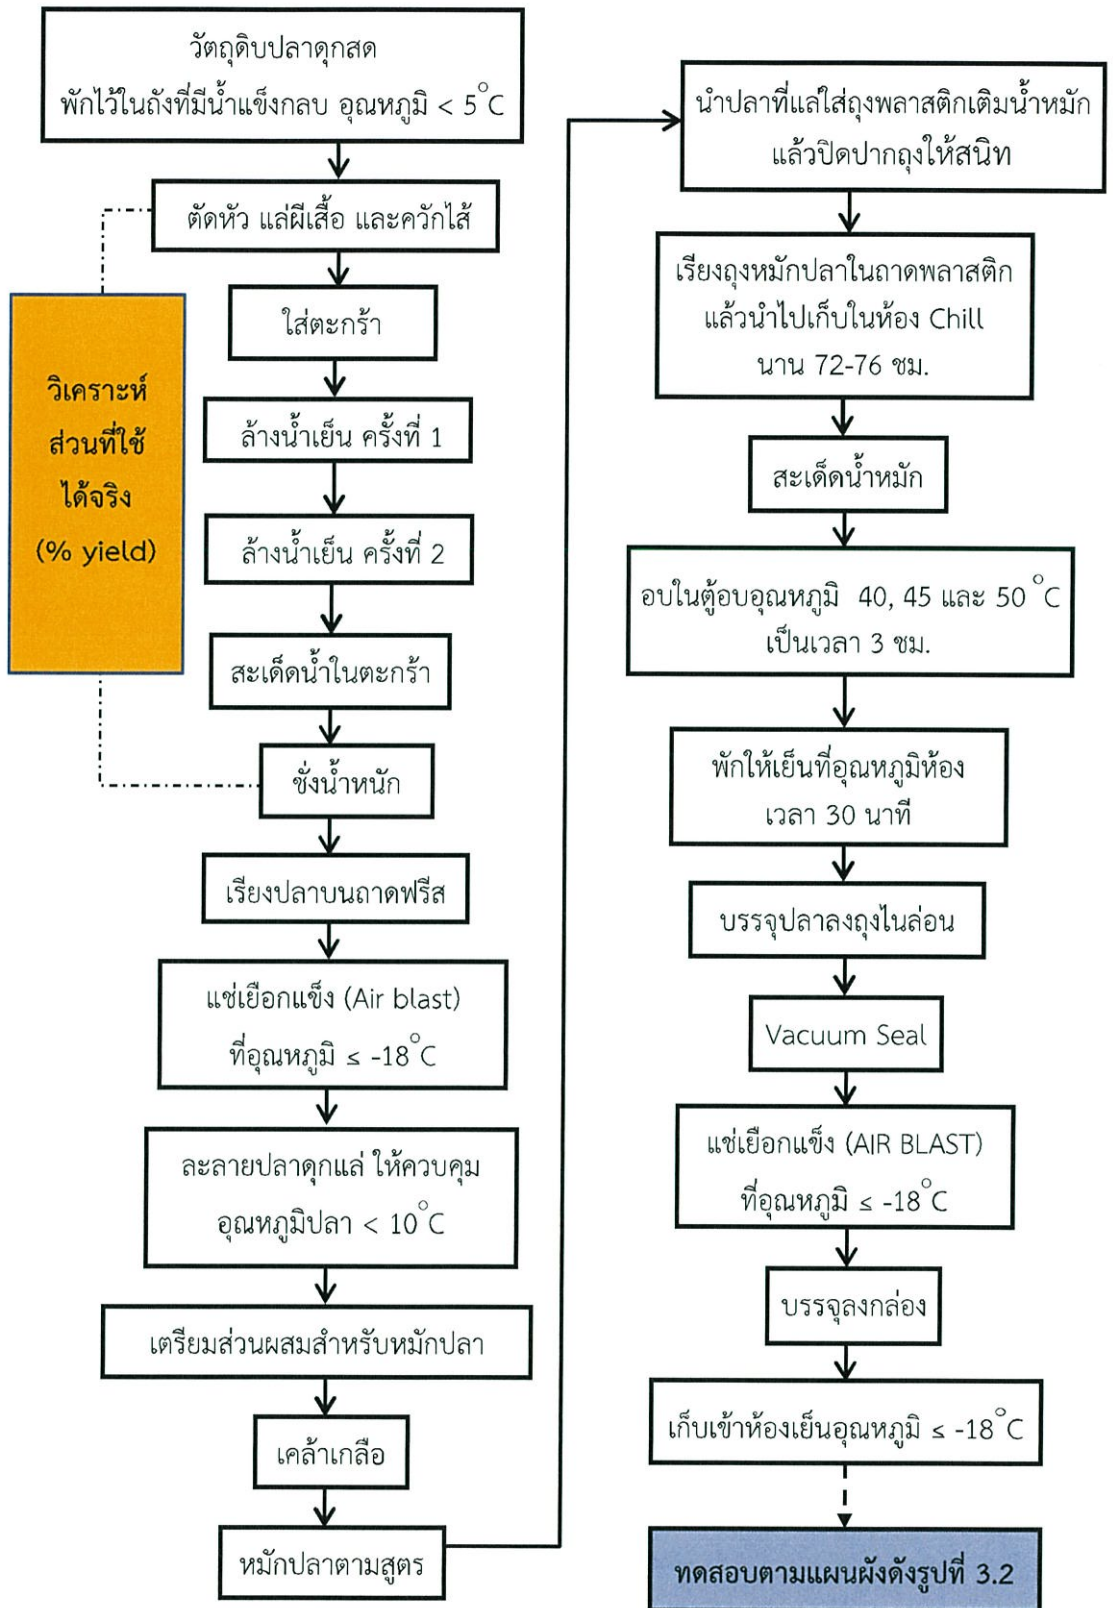 วัตถุดิบปลาดุกสด
พักไว้ในถังที่มีน้ำแข็งกลบ อุณหภูมิ < 5°C
ตัดหัว แล่ผีเสื้อ และควักไส้
ใส่ตะกร้า
ล้างน้ำเย็น ครั้งที่ 1
ล้างน้ำเย็น ครั้งที่ 2
สะเด็ดน้ำในตะกร้า
ชั่งน้ำหนัก
วิเคราะห์
ส่วนที่ใช้
ได้จริง
(% yield)
เรียงปลาบนถาดฟรีส
แช่เยือกแข็ง (Air blast)
ที่อุณหภูมิ ≤ -18°C
ละลายปลาดุกแล่ ให้ควบคุม
อุณหภูมิปลา < 10°C
เตรียมส่วนผสมสำหรับหมักปลา
เคล้าเกลือ
หมักปลาตามสูตร
นำปลาที่แล่ใส่ถุงพลาสติกเติมน้ำหมัก
แล้วปิดปากถุงให้สนิท
เรียงถุงหมักปลาในถาดพลาสติก
แล้วนำไปเก็บในห้อง Chill
นาน 72-76 ชม.
สะเด็ดน้ำหมัก
อบในตู้อบอุณหภูมิ 40, 45 และ 50 °C
เป็นเวลา 3 ชม.
พักให้เย็นที่อุณหภูมิห้อง
เวลา 30 นาที
บรรจุปลาลงถุงไนล่อน
Vacuum Seal
แช่เยือกแข็ง (AIR BLAST)
ที่อุณหภูมิ ≤ -18°C
บรรจุลงกล่อง
เก็บเข้าห้องเย็นอุณหภูมิ ≤ -18°C
ทดสอบตามแผนผังดังรูปที่ 3.2